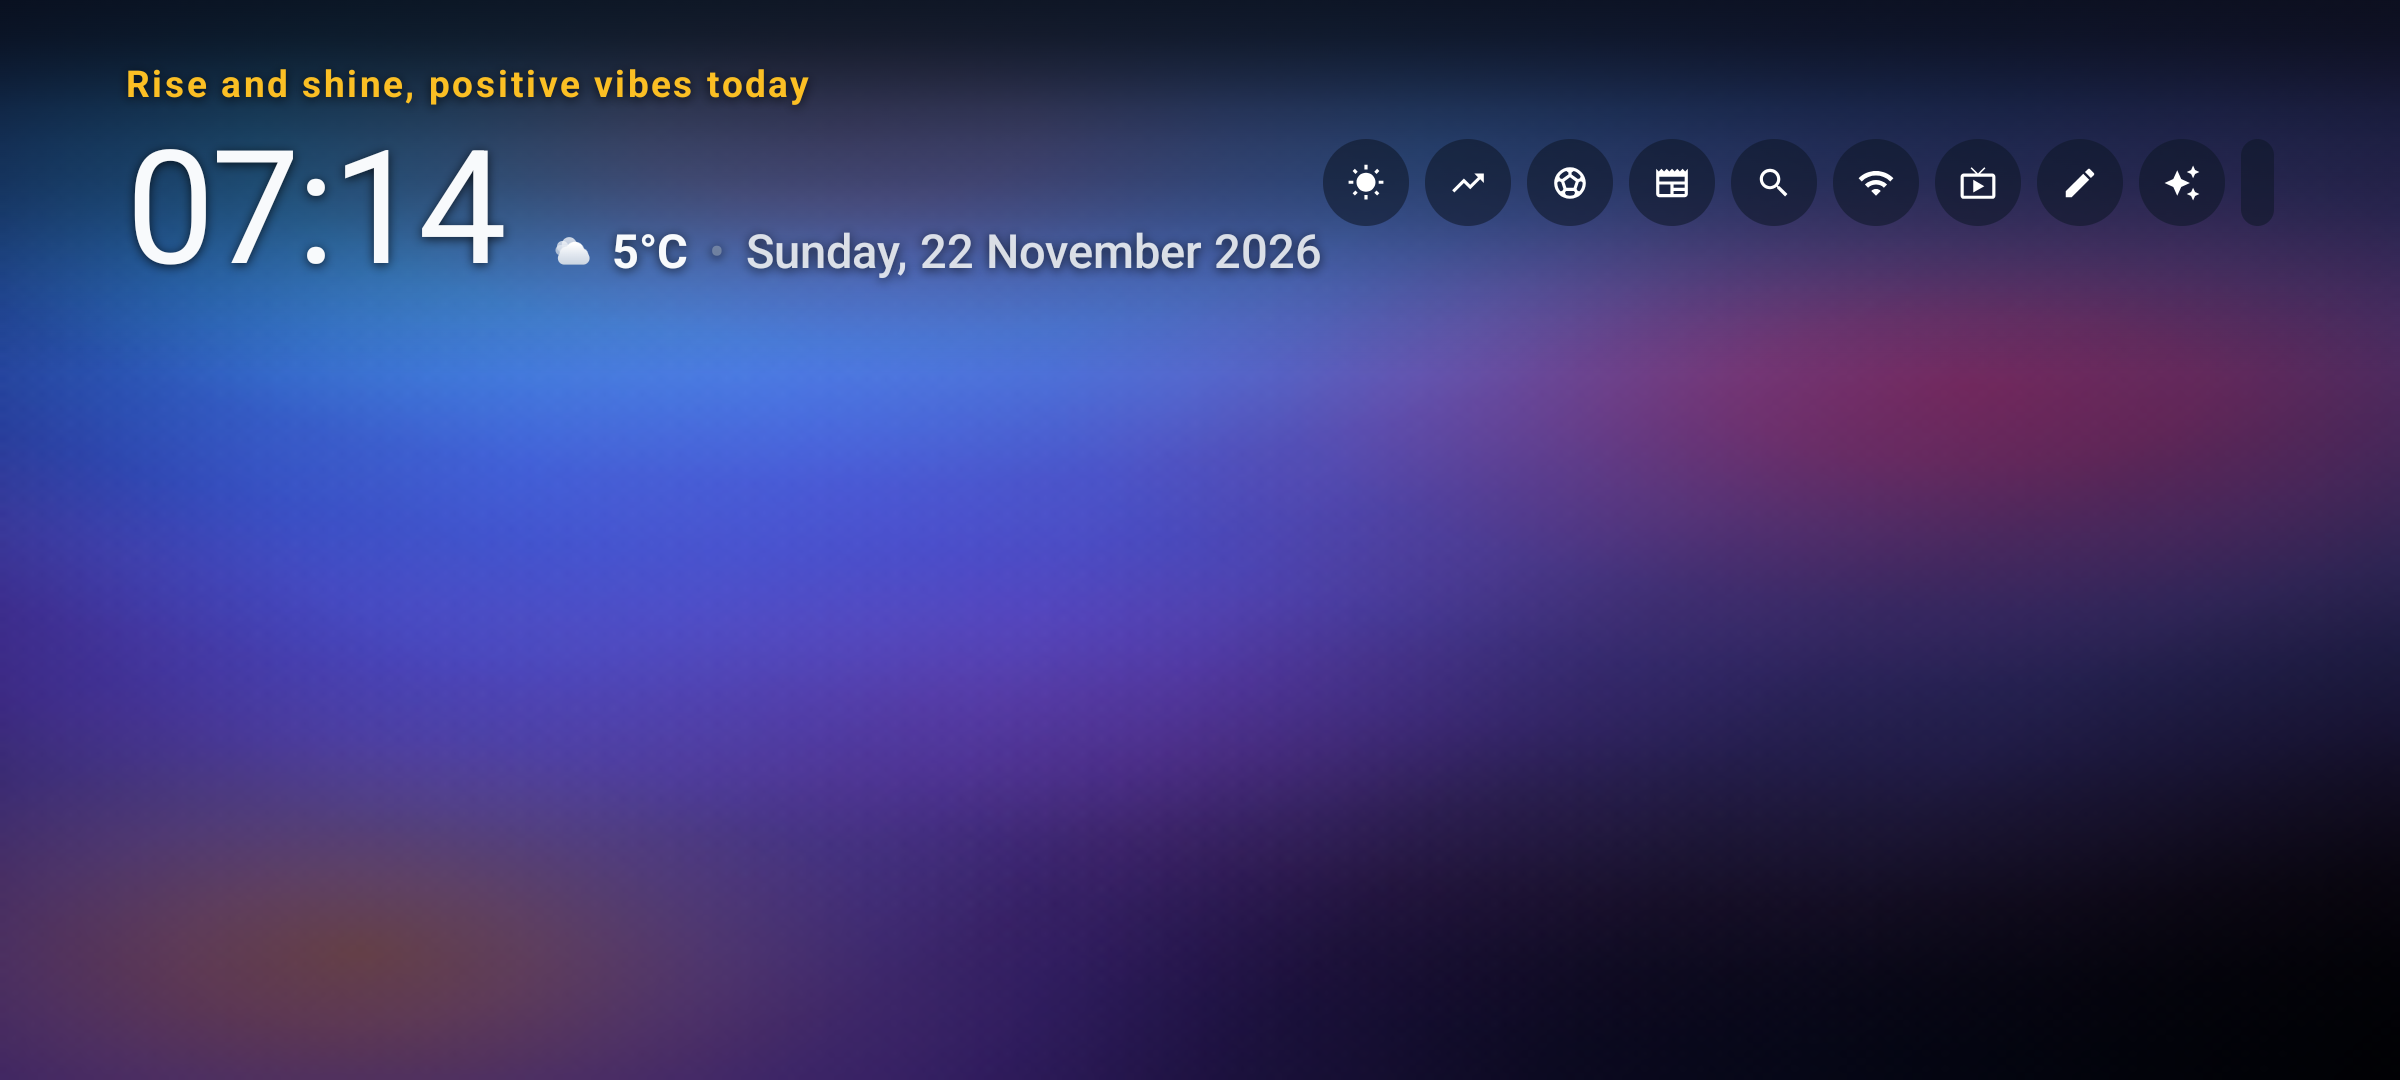 Rise and shine, positive vibes today
07:14
5°C • Sunday, 22 November 2026